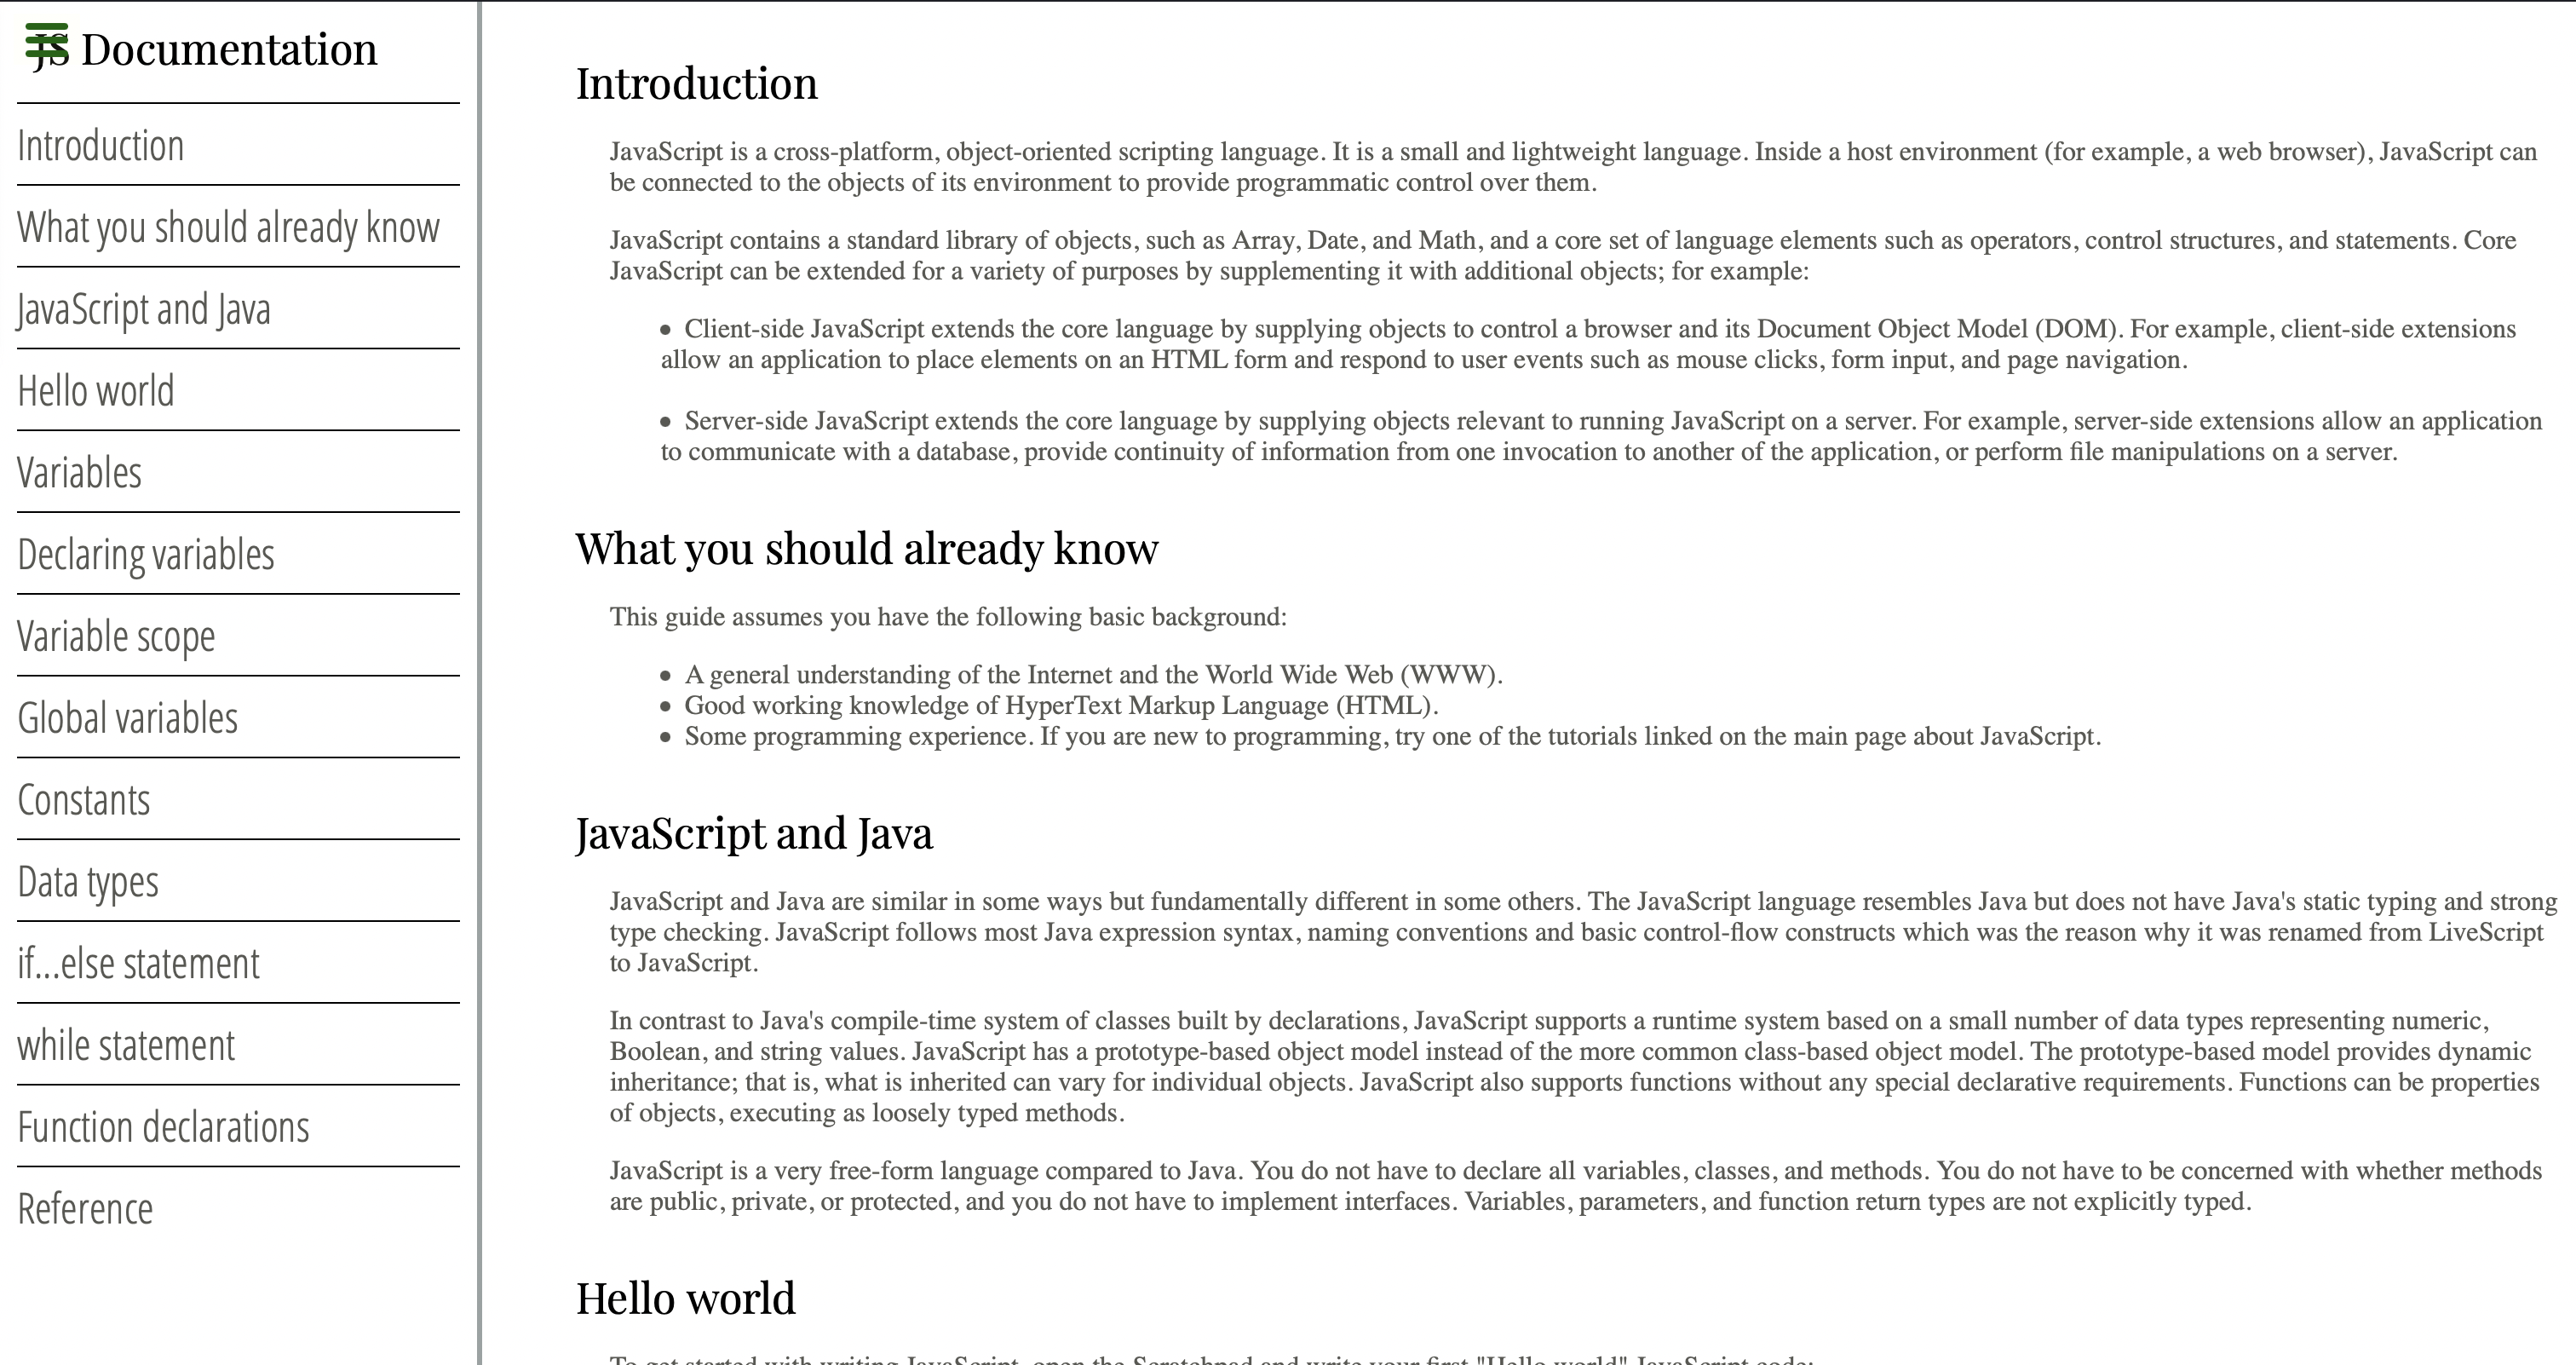 JS Documentation
Introduction
What you should already know
JavaScript and Java
Hello world
Variables
Declaring variables
Variable scope
Global variables
Constants
Data types
if...else statement
while statement
Function declarations
Reference
Introduction
JavaScript is a cross-platform, object-oriented scripting language. It is a small and lightweight language. Inside a host environment (for example, a web browser), JavaScript can
be connected to the objects of its environment to provide programmatic control over them.
JavaScript contains a standard library of objects, such as Array, Date, and Math, and a core set of language elements such as operators, control structures, and statements. Core
JavaScript can be extended for a variety of purposes by supplementing it with additional objects; for example:
• Client-side JavaScript extends the core language by supplying objects to control a browser and its Document Object Model (DOM). For example, client-side extensions
allow an application to place elements on an HTML form and respond to user events such as mouse clicks, form input, and page navigation.
• Server-side JavaScript extends the core language by supplying objects relevant to running JavaScript on a server. For example, server-side extensions allow an application
to communicate with a database, provide continuity of information from one invocation to another of the application, or perform file manipulations on a server.
What you should already know
This guide assumes you have the following basic background:
• A general understanding of the Internet and the World Wide Web (WWW).
• Good working knowledge of HyperText Markup Language (HTML).
• Some programming experience. If you are new to programming, try one of the tutorials linked on the main page about JavaScript.
JavaScript and Java
JavaScript and Java are similar in some ways but fundamentally different in some others. The JavaScript language resembles Java but does not have Java's static typing and strong
type checking. JavaScript follows most Java expression syntax, naming conventions and basic control-flow constructs which was the reason why it was renamed from LiveScript
to JavaScript.
In contrast to Java's compile-time system of classes built by declarations, JavaScript supports a runtime system based on a small number of data types representing numeric,
Boolean, and string values. JavaScript has a prototype-based object model instead of the more common class-based object model. The prototype-based model provides dynamic
inheritance; that is, what is inherited can vary for individual objects. JavaScript also supports functions without any special declarative requirements. Functions can be properties
of objects, executing as loosely typed methods.
JavaScript is a very free-form language compared to Java. You do not have to declare all variables, classes, and methods. You do not have to be concerned with whether methods
are public, private, or protected, and you do not have to implement interfaces. Variables, parameters, and function return types are not explicitly typed.
Hello world
To get started with writing JavaScript, open the Scratchpad and write your first "Hello world" JavaScript code: